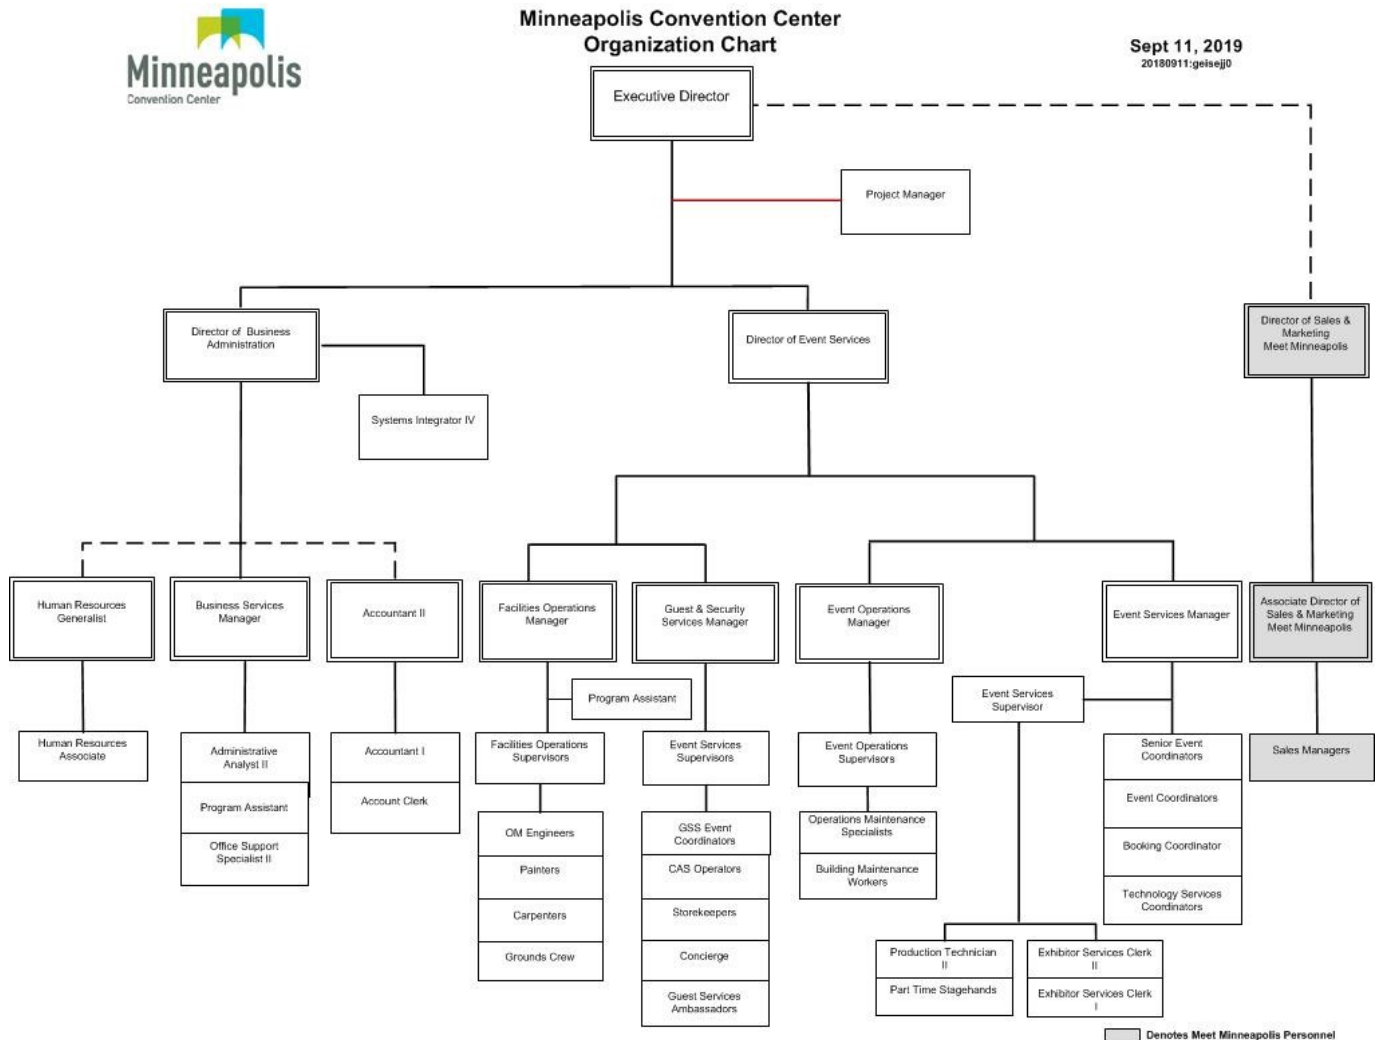 Minneapolis
Convention Center
Minneapolis Convention Center
Organization Chart
Sept 11, 2019
20180911:geisejj0
Executive Director
Project Manager
Director of Business
Administration
Director of Event Services
Director of Sales &
Marketing
Meet Minneapolis
Systems Integrator IV
Human Resources
Generalist
Business Services
Manager
Accountant II
Facilities Operations
Manager
Guest & Security
Services Manager
Event Operations
Manager
Event Services Manager
Associate Director of
Sales & Marketing
Meet Minneapolis
Program Assistant
Event Services
Supervisor
Human Resources
Associate
Administrative
Analyst II
Program Assistant
Office Support
Specialist II
Accountant I
Account Clerk
Facilities Operations
Supervisors
OM Engineers
Painters
Carpenters
Grounds Crew
Event Services
Supervisors
GSS Event
Coordinators
CAS Operators
Storekeepers
Concierge
Guest Services
Ambassadors
Event Operations
Supervisors
Operations Maintenance
Specialists
Building Maintenance
Workers
Senior Event
Coordinators
Event Coordinators
Booking Coordinator
Technology Services
Coordinators
Sales Managers
Production Technician
II
Part Time Stagehands
Exhibitor Services Clerk
II
Exhibitor Services Clerk
I
Denotes Meet Minneapolis Personnel